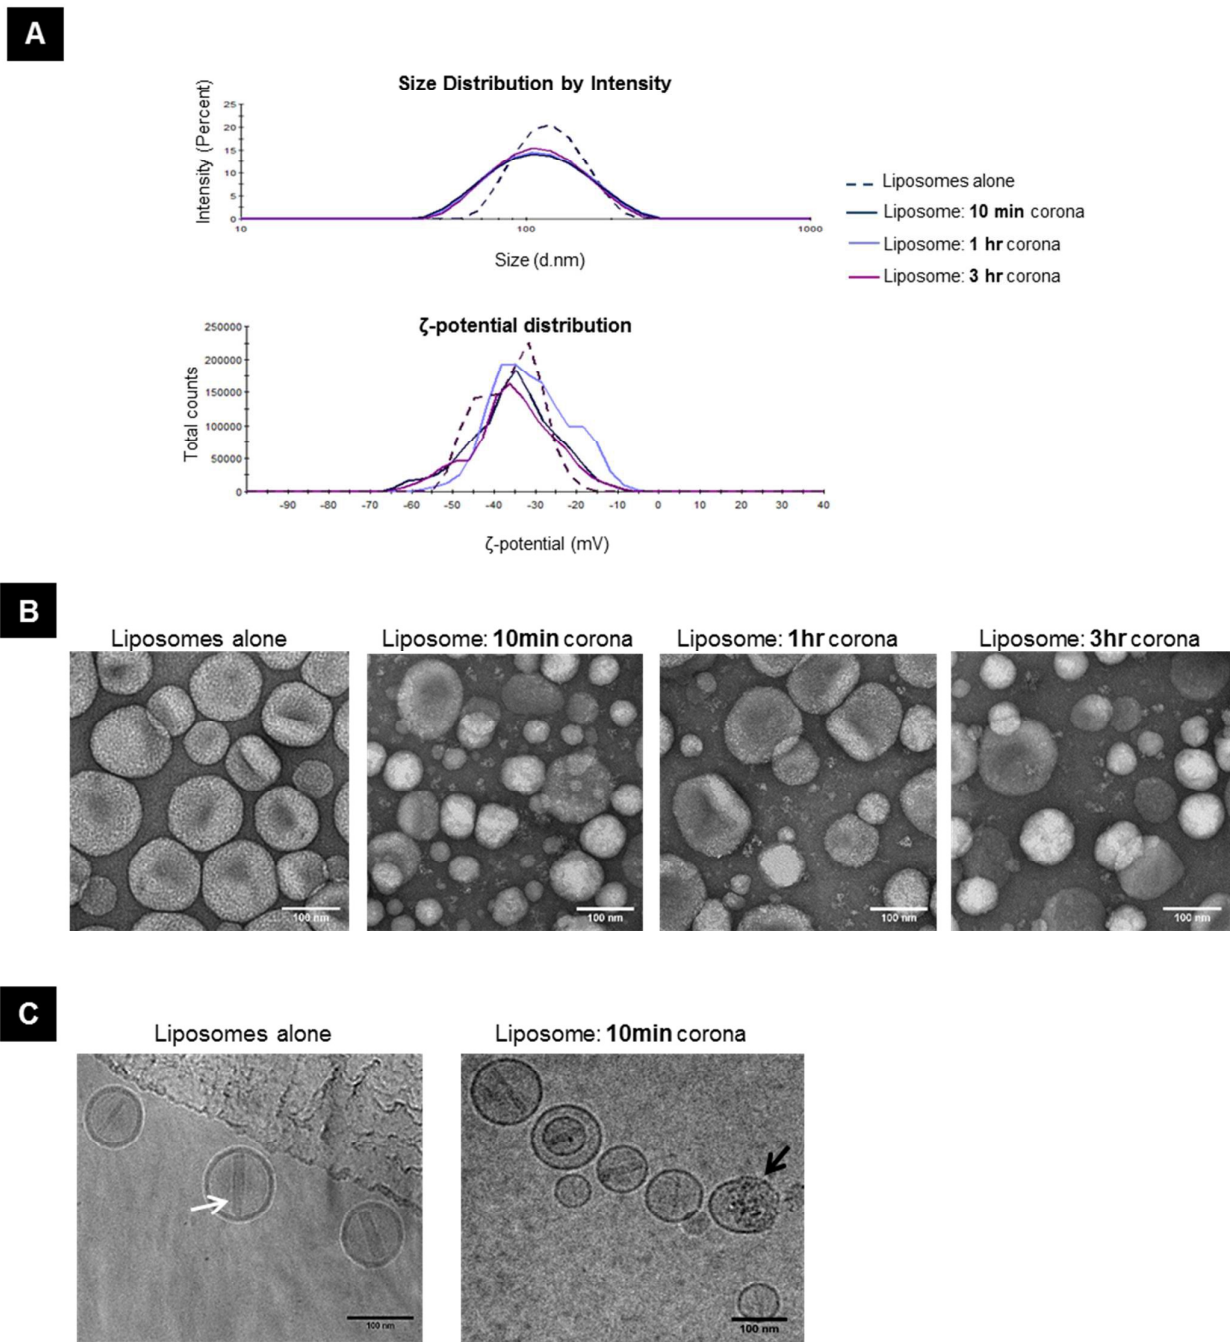 A
Size Distribution by Intensity
Intensity (Percent)
25
20
15
10
5
0
10
100
1000
Size (d.nm)
Liposomes alone
Liposome: 10 min corona
Liposome: 1 hr corona
Liposome: 3 hr corona
ζ-potential distribution
Total counts
250000
200000
150000
100000
50000
0
-90 -80 -70 -60 -50 -40 -30 -20 -10 0 10 20 30 40
ζ-potential (mV)
B
Liposomes alone
Liposome: 10min corona
Liposome: 1hr corona
Liposome: 3hr corona
100 nm
100 nm
100 nm
100 nm
C
Liposomes alone
Liposome: 10min corona
100 nm
100 nm